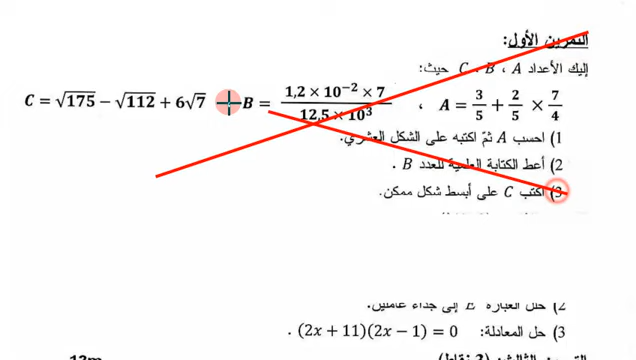 التمرين الأول:
إليك الأعداد A ، B ، C حيث:
A = 3/5 + 2/5 × 7/4 ، B = (1,2 × 10⁻² × 7)/(12,5 × 10³) C = √175 − √112 + 6√7
1) احسب A ثمّ اكتبه على الشكل العشري.
2) أعط الكتابة العلمية للعدد B .
3) اكتب C على أبسط شكل ممكن.
2) حلل العبارة E إلى جداء عاملين.
3) حل المعادلة: (2x + 11)(2x − 1) = 0 .